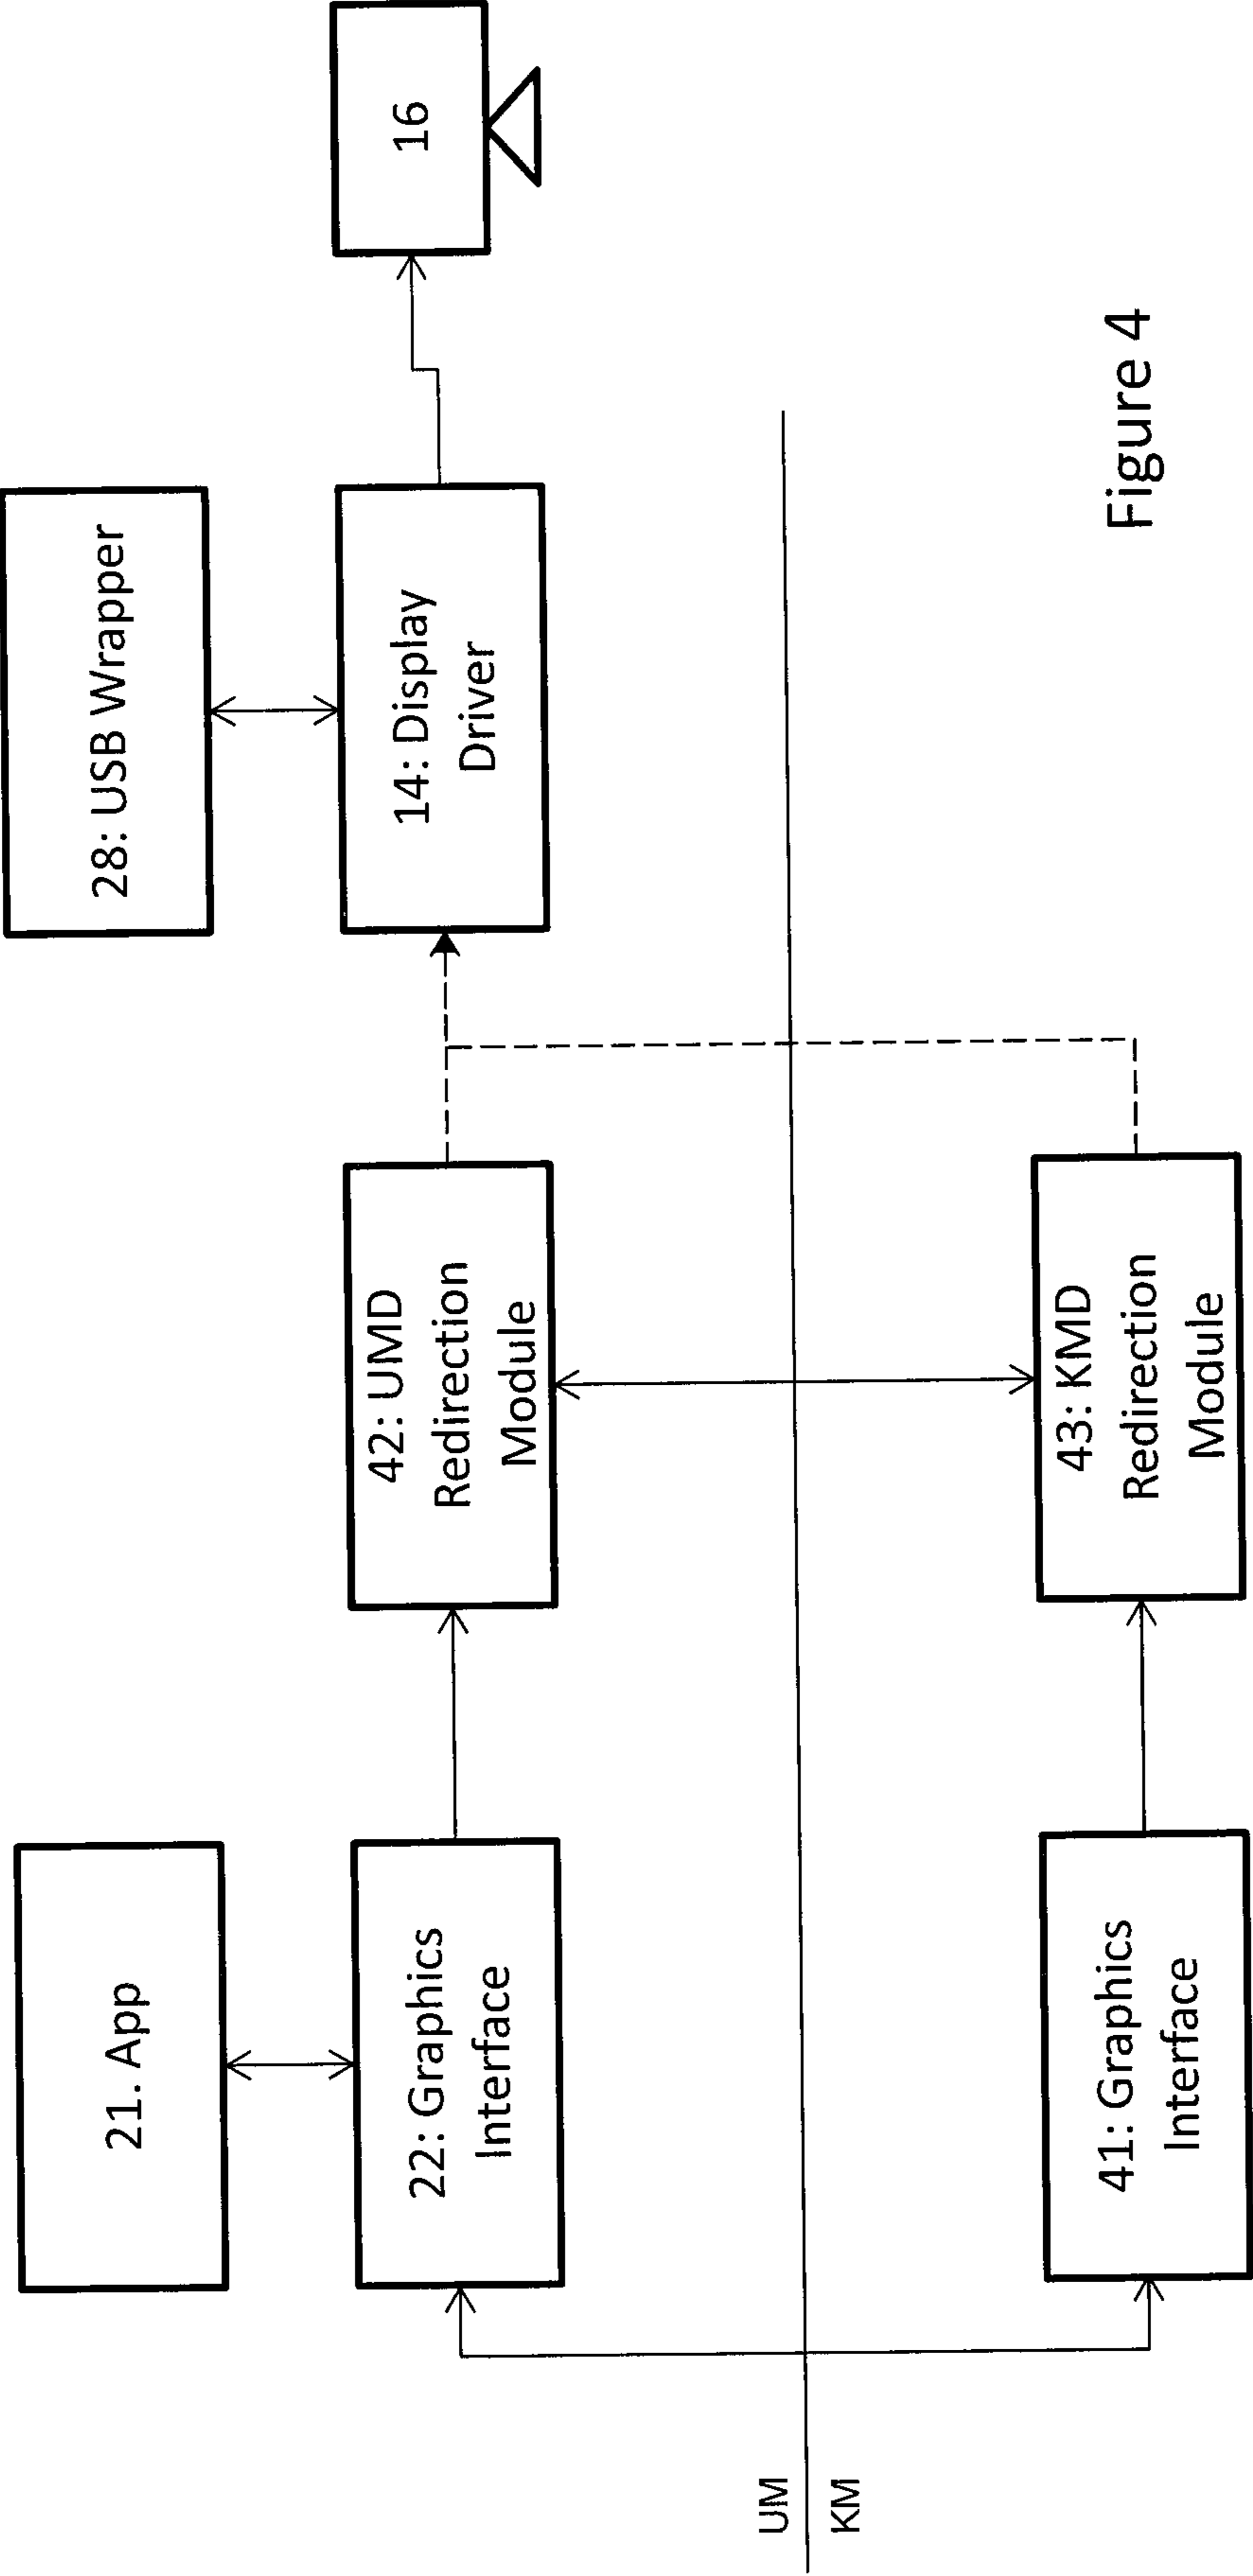 21. App
28: USB Wrapper
22: Graphics
Interface
42: UMD
Redirection
Module
14: Display
Driver
16
UM
KM
41: Graphics
Interface
43: KMD
Redirection
Module
Figure 4